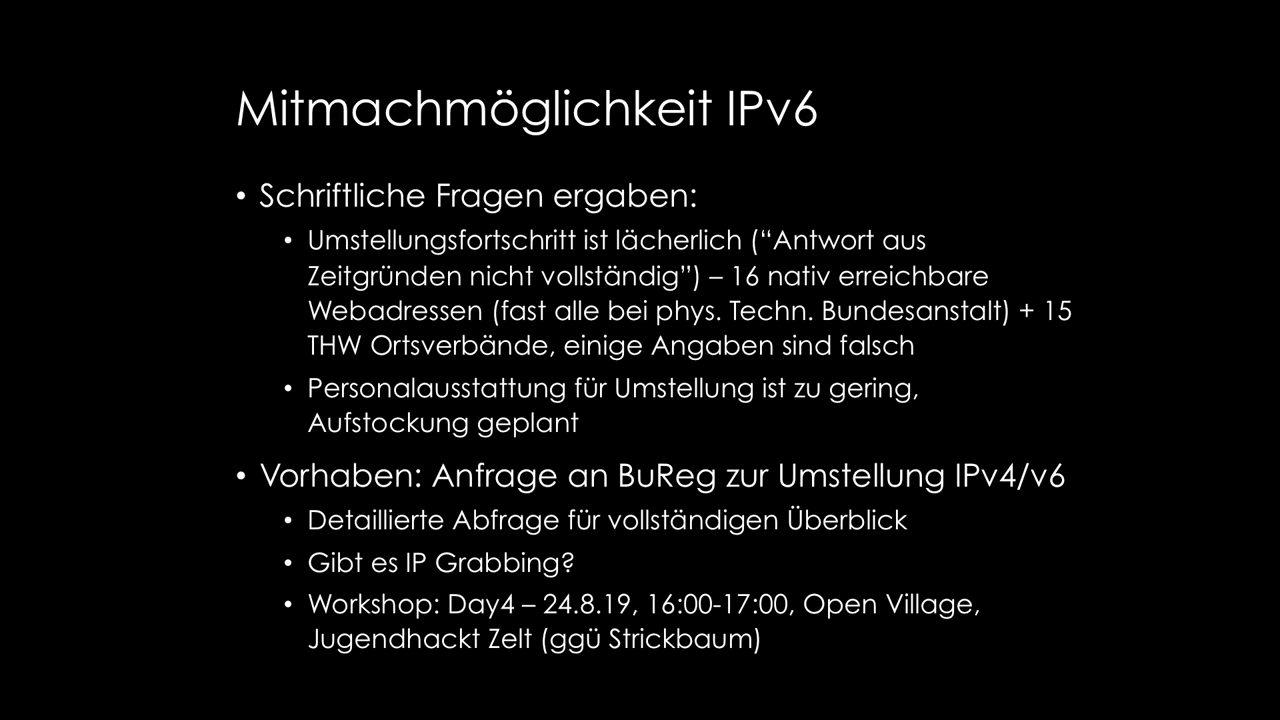 Mitmachmöglichkeit IPv6
• Schriftliche Fragen ergaben:
• Umstellungsfortschritt ist lächerlich (“Antwort aus
Zeitgründen nicht vollständig”) – 16 nativ erreichbare
Webadressen (fast alle bei phys. Techn. Bundesanstalt) + 15
THW Ortsverbände, einige Angaben sind falsch
• Personalausstattung für Umstellung ist zu gering,
Aufstockung geplant
• Vorhaben: Anfrage an BuReg zur Umstellung IPv4/v6
• Detaillierte Abfrage für vollständigen Überblick
• Gibt es IP Grabbing?
• Workshop: Day4 – 24.8.19, 16:00-17:00, Open Village,
Jugendhackt Zelt (ggü Strickbaum)